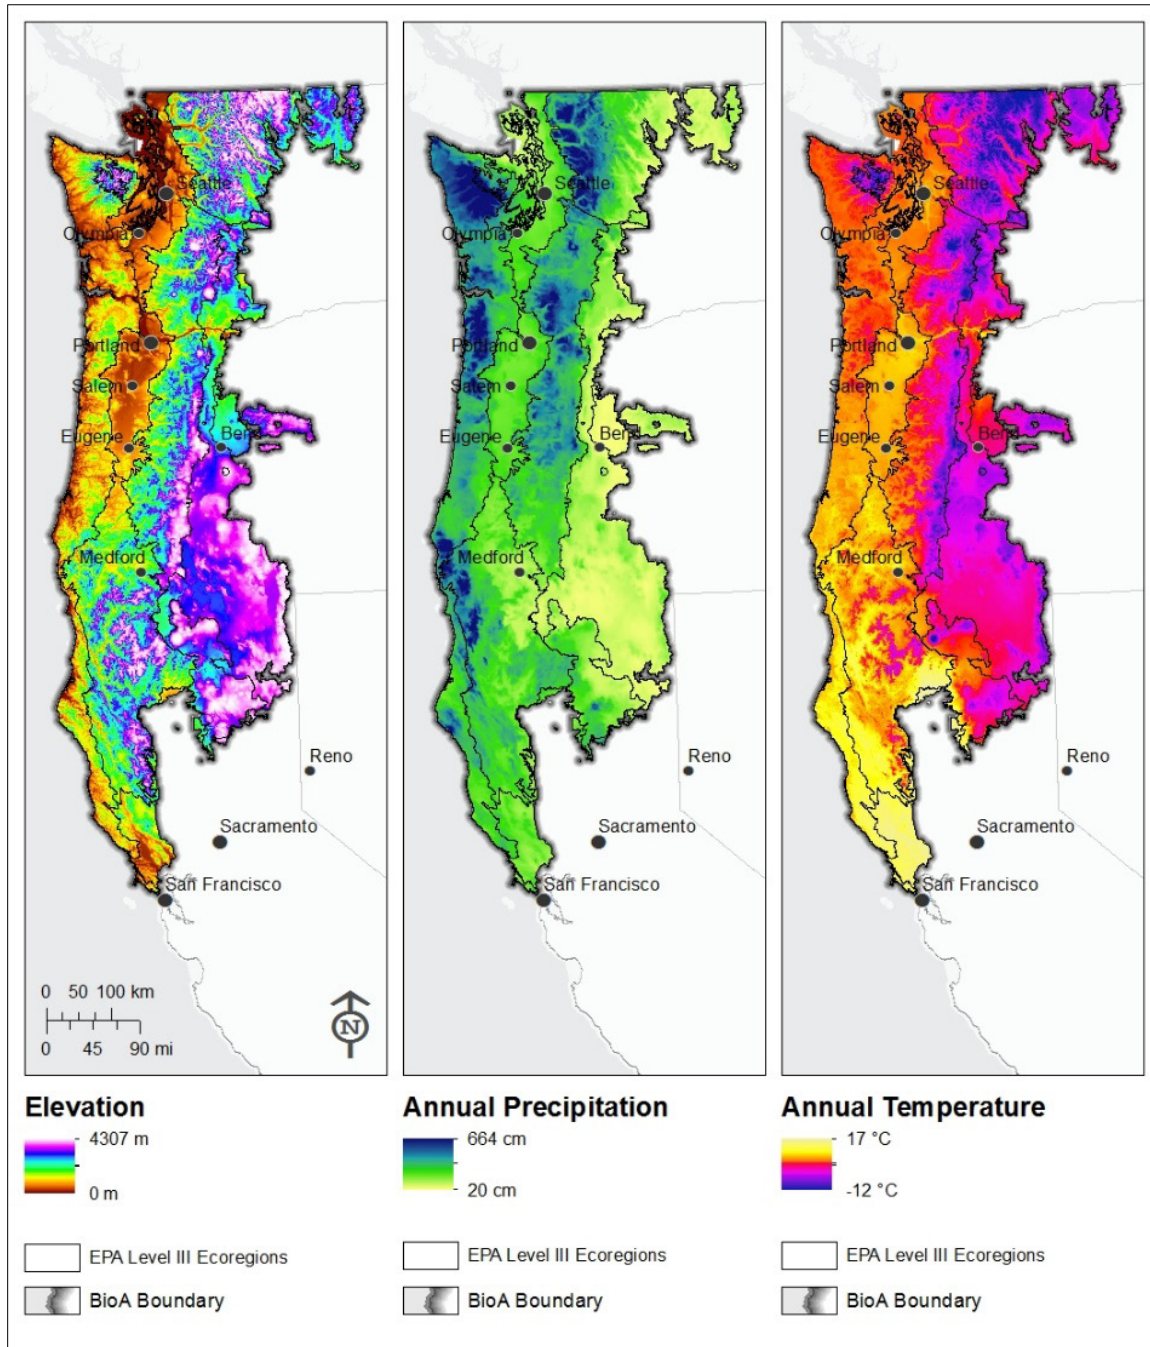 Seattle
Olympia
Portland
Salem
Eugene
Bend
Medford
Reno
Sacramento
San Francisco
0 50 100 km
0 45 90 mi
N
Seattle
Olympia
Portland
Salem
Eugene
Bend
Medford
Reno
Sacramento
San Francisco
Seattle
Olympia
Portland
Salem
Eugene
Bend
Medford
Reno
Sacramento
San Francisco
Elevation
4307 m
0 m
EPA Level III Ecoregions
BioA Boundary
Annual Precipitation
664 cm
20 cm
EPA Level III Ecoregions
BioA Boundary
Annual Temperature
17 °C
-12 °C
EPA Level III Ecoregions
BioA Boundary